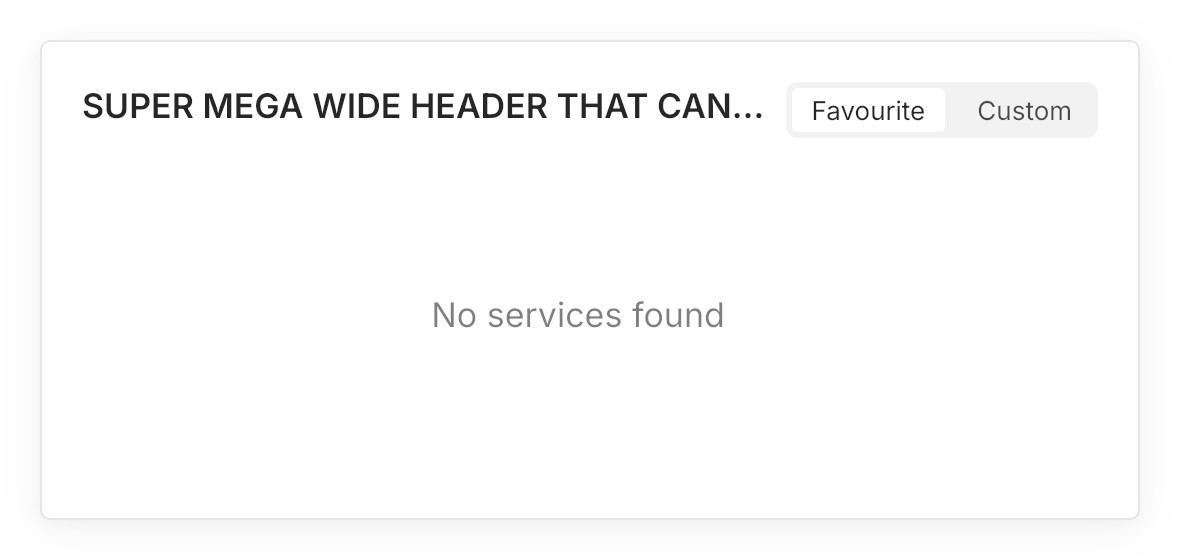 SUPER MEGA WIDE HEADER THAT CAN...
Favourite
Custom
No services found